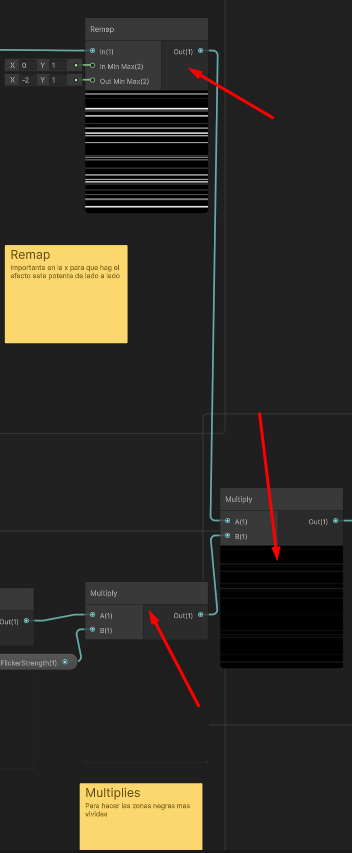 Remap
In(1) Out(1)
X 0 Y 1 In Min Max(2)
X -2 Y 1 Out Min Max(2)
Remap
Importante en la x para que hag el
efecto este potente de lado a lado
Multiply
A(1) Out(1)
B(1)
Multiply
Out(1) A(1) Out(1)
B(1)
FlickerStrength(1)
Multiplies
Para hacer las zonas negras mas
vividas